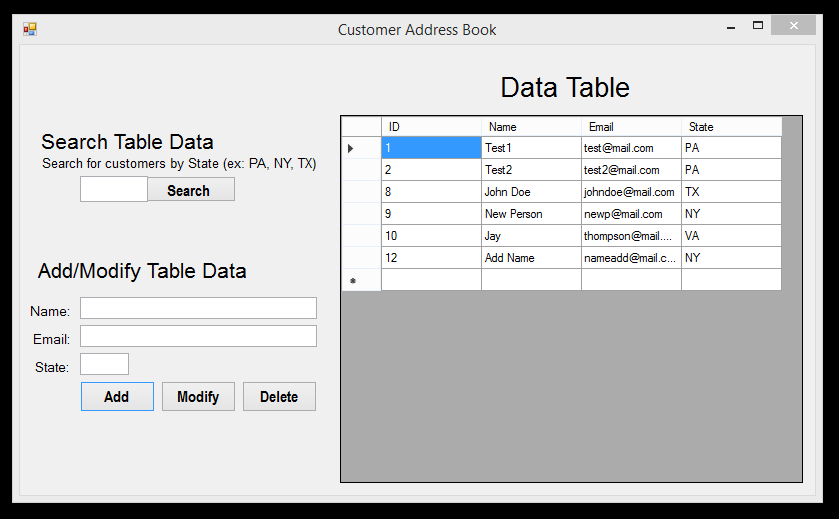 Customer Address Book
Search Table Data
Search for customers by State (ex: PA, NY, TX)
Search
Add/Modify Table Data
Name:
Email:
State:
Add Modify Delete
Data Table
ID Name Email State
1 Test1 test@mail.com PA
2 Test2 test2@mail.com PA
8 John Doe johndoe@mail.com TX
9 New Person newp@mail.com NY
10 Jay thompson@mail.... VA
12 Add Name nameadd@mail.c... NY